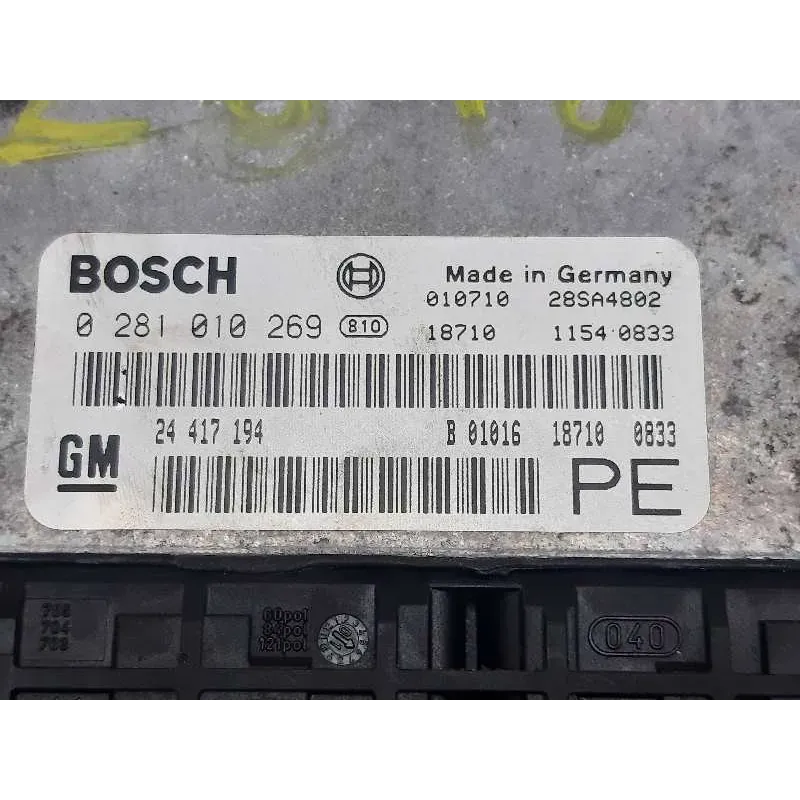 BOSCH
Made in Germany
010710 28SA4802
0 281 010 269 810
18710 1154 0833
24 417 194
B 01016 18710 0833
GM
PE
60pol
94pol
121pol
040